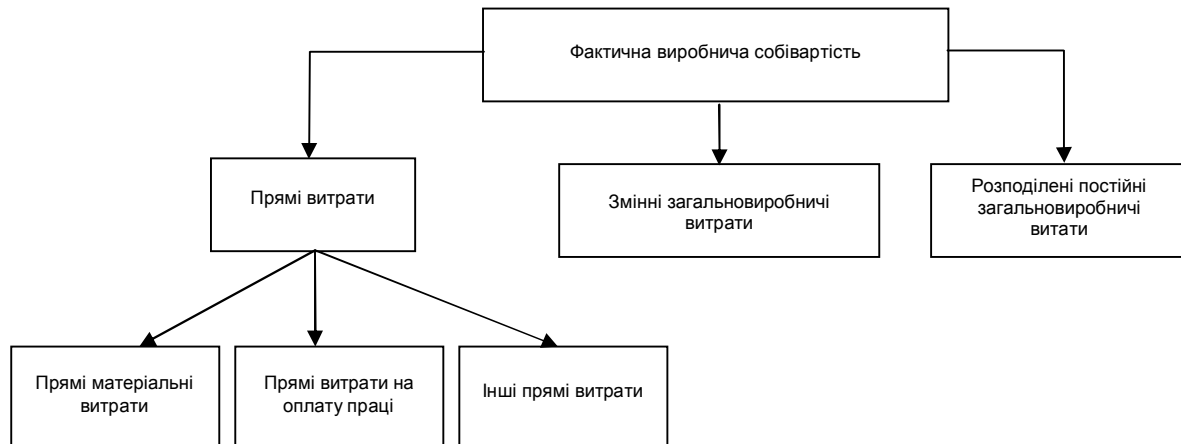 Фактична виробнича собівартість
Прямі витрати
Змінні загальновиробничі
витрати
Розподілені постійні
загальновиробничі
витати
Прямі матеріальні
витрати
Прямі витрати на
оплату праці
Інші прямі витрати